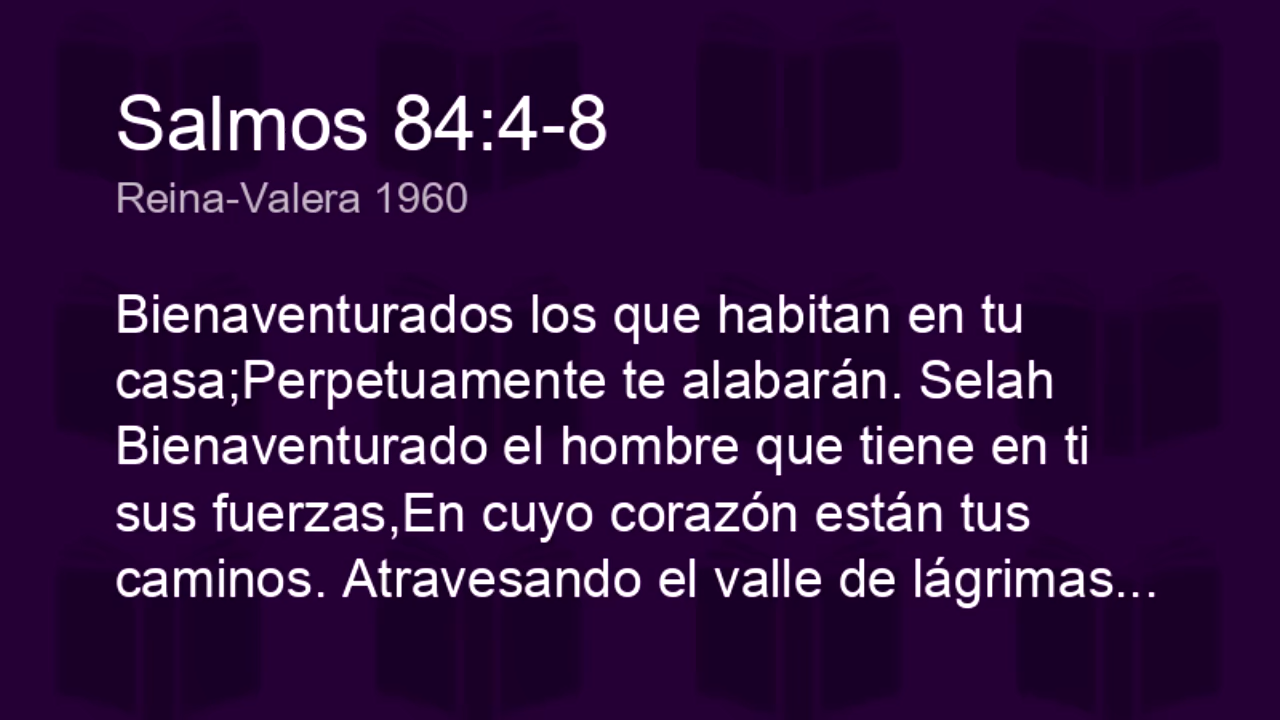 Salmos 84:4-8
Reina-Valera 1960
Bienaventurados los que habitan en tu
casa;Perpetuamente te alabarán. Selah
Bienaventurado el hombre que tiene en ti
sus fuerzas,En cuyo corazón están tus
caminos. Atravesando el valle de lágrimas...